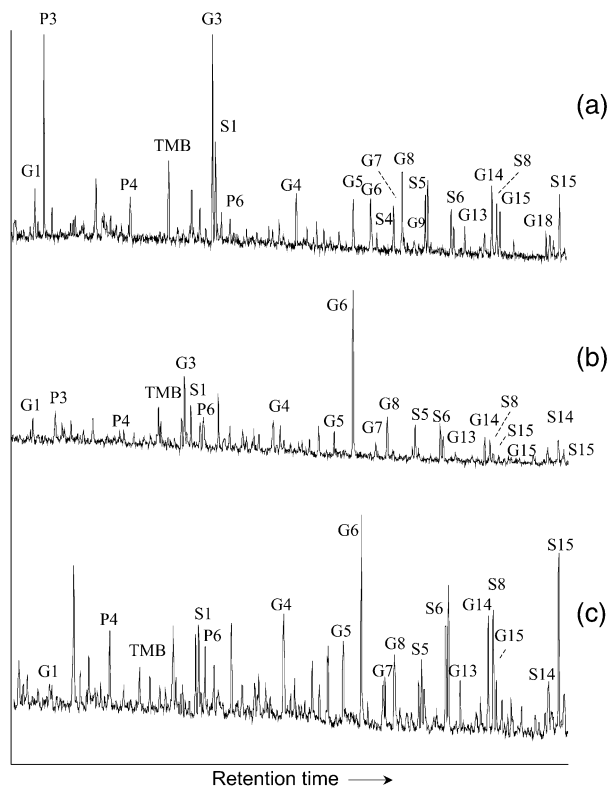 P3
G3
(a)
S1
TMB
G8
G7
S8
G14
G1
P4
P6
G4
G5
G6
S5
S15
S4
G9
S6
G13
G15
G18
G6
(b)
G3
TMB
S1
G1
P3
P4
P6
G4
G5
G7
G8
S5
S6
G13
G14
S8
S15
G15
S14
S15
G6
(c)
S15
P4
S1
G4
S6
S8
G14
TMB
P6
G5
G8
S5
G15
G1
G7
G13
S14
Retention time